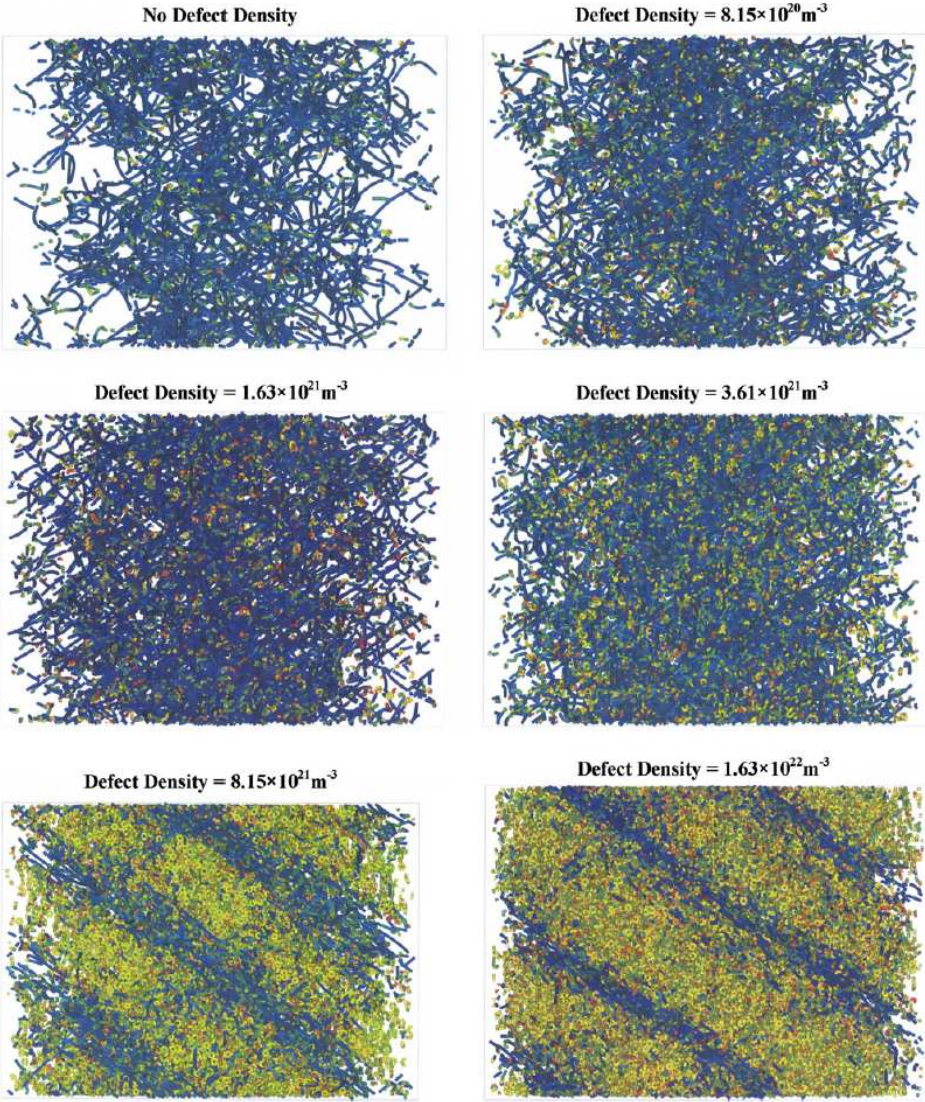 No Defect Density
Defect Density = 8.15×10²⁰m⁻³
Defect Density = 1.63×10²¹m⁻³
Defect Density = 3.61×10²¹m⁻³
Defect Density = 8.15×10²¹m⁻³
Defect Density = 1.63×10²²m⁻³